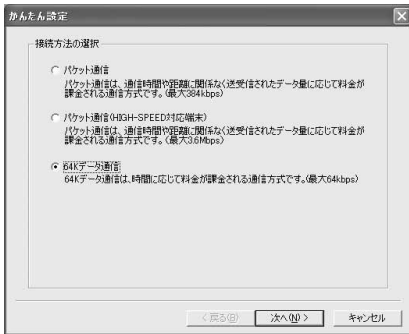 かんたん設定
接続方法の選択
パケット通信
パケット通信は、通信時間や距離に関係なく送受信されたデータ量に応じて料金が
課金される通信方式です。(最大384kbps)
パケット通信(HIGH-SPEED対応端末)
パケット通信は、通信時間や距離に関係なく送受信されたデータ量に応じて料金が
課金される通信方式です。(最大3.6Mbps)
64Kデータ通信
64Kデータ通信は、時間に応じて料金が課金される通信方式です。(最大64kbps)
< 戻る(B)
次へ(N) >
キャンセル